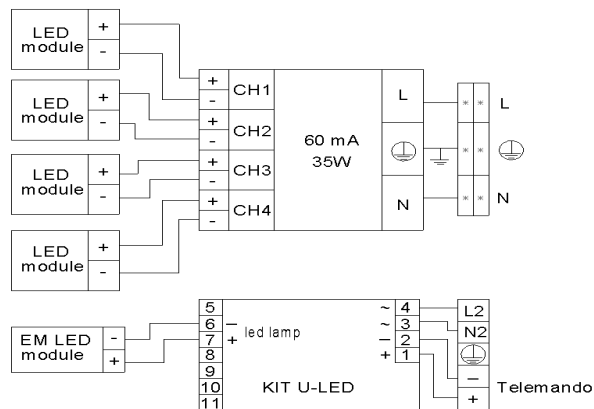 LED module + -
LED module + -
LED module + -
LED module + -
+ - CH1
+ - CH2
+ - CH3
+ - CH4
60 mA
35W
L
N
* * L
* *
* * N
EM LED module - +
5
6 – led lamp
7 +
8
9
10
11
KIT U-LED
~ 4 L2
~ 3 N2
– 2
+ 1
– Telemando
+